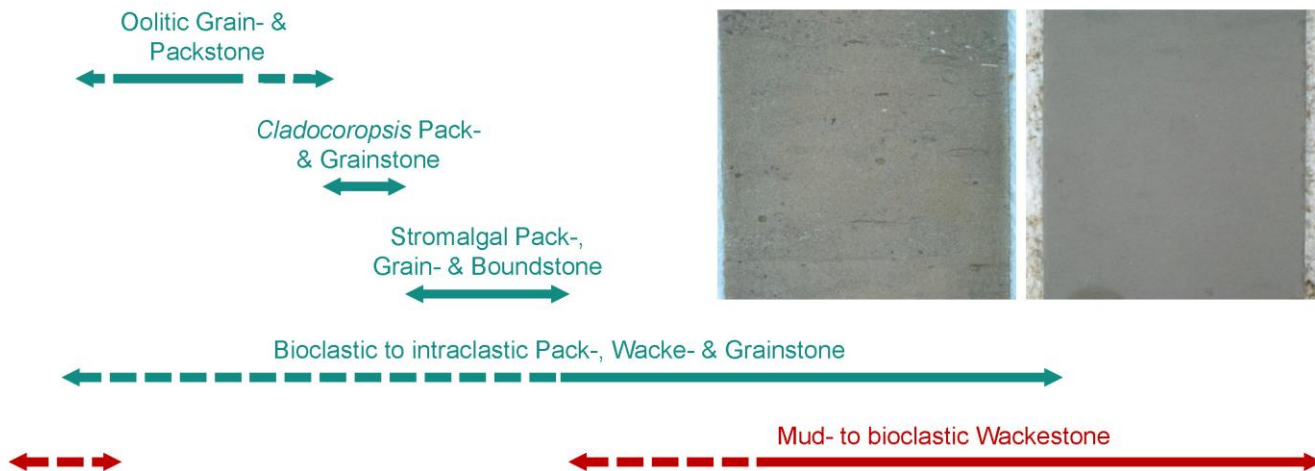 Oolitic Grain- &
Packstone
Cladocoropsis Pack-
& Grainstone
Stromalgal Pack-,
Grain- & Boundstone
Bioclastic to intraclastic Pack-, Wacke- & Grainstone
Mud- to bioclastic Wackestone